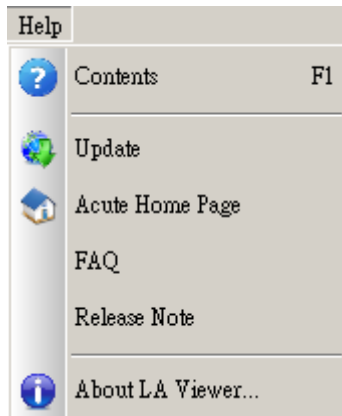 Help
Contents F1
Update
Acute Home Page
FAQ
Release Note
About LA Viewer...